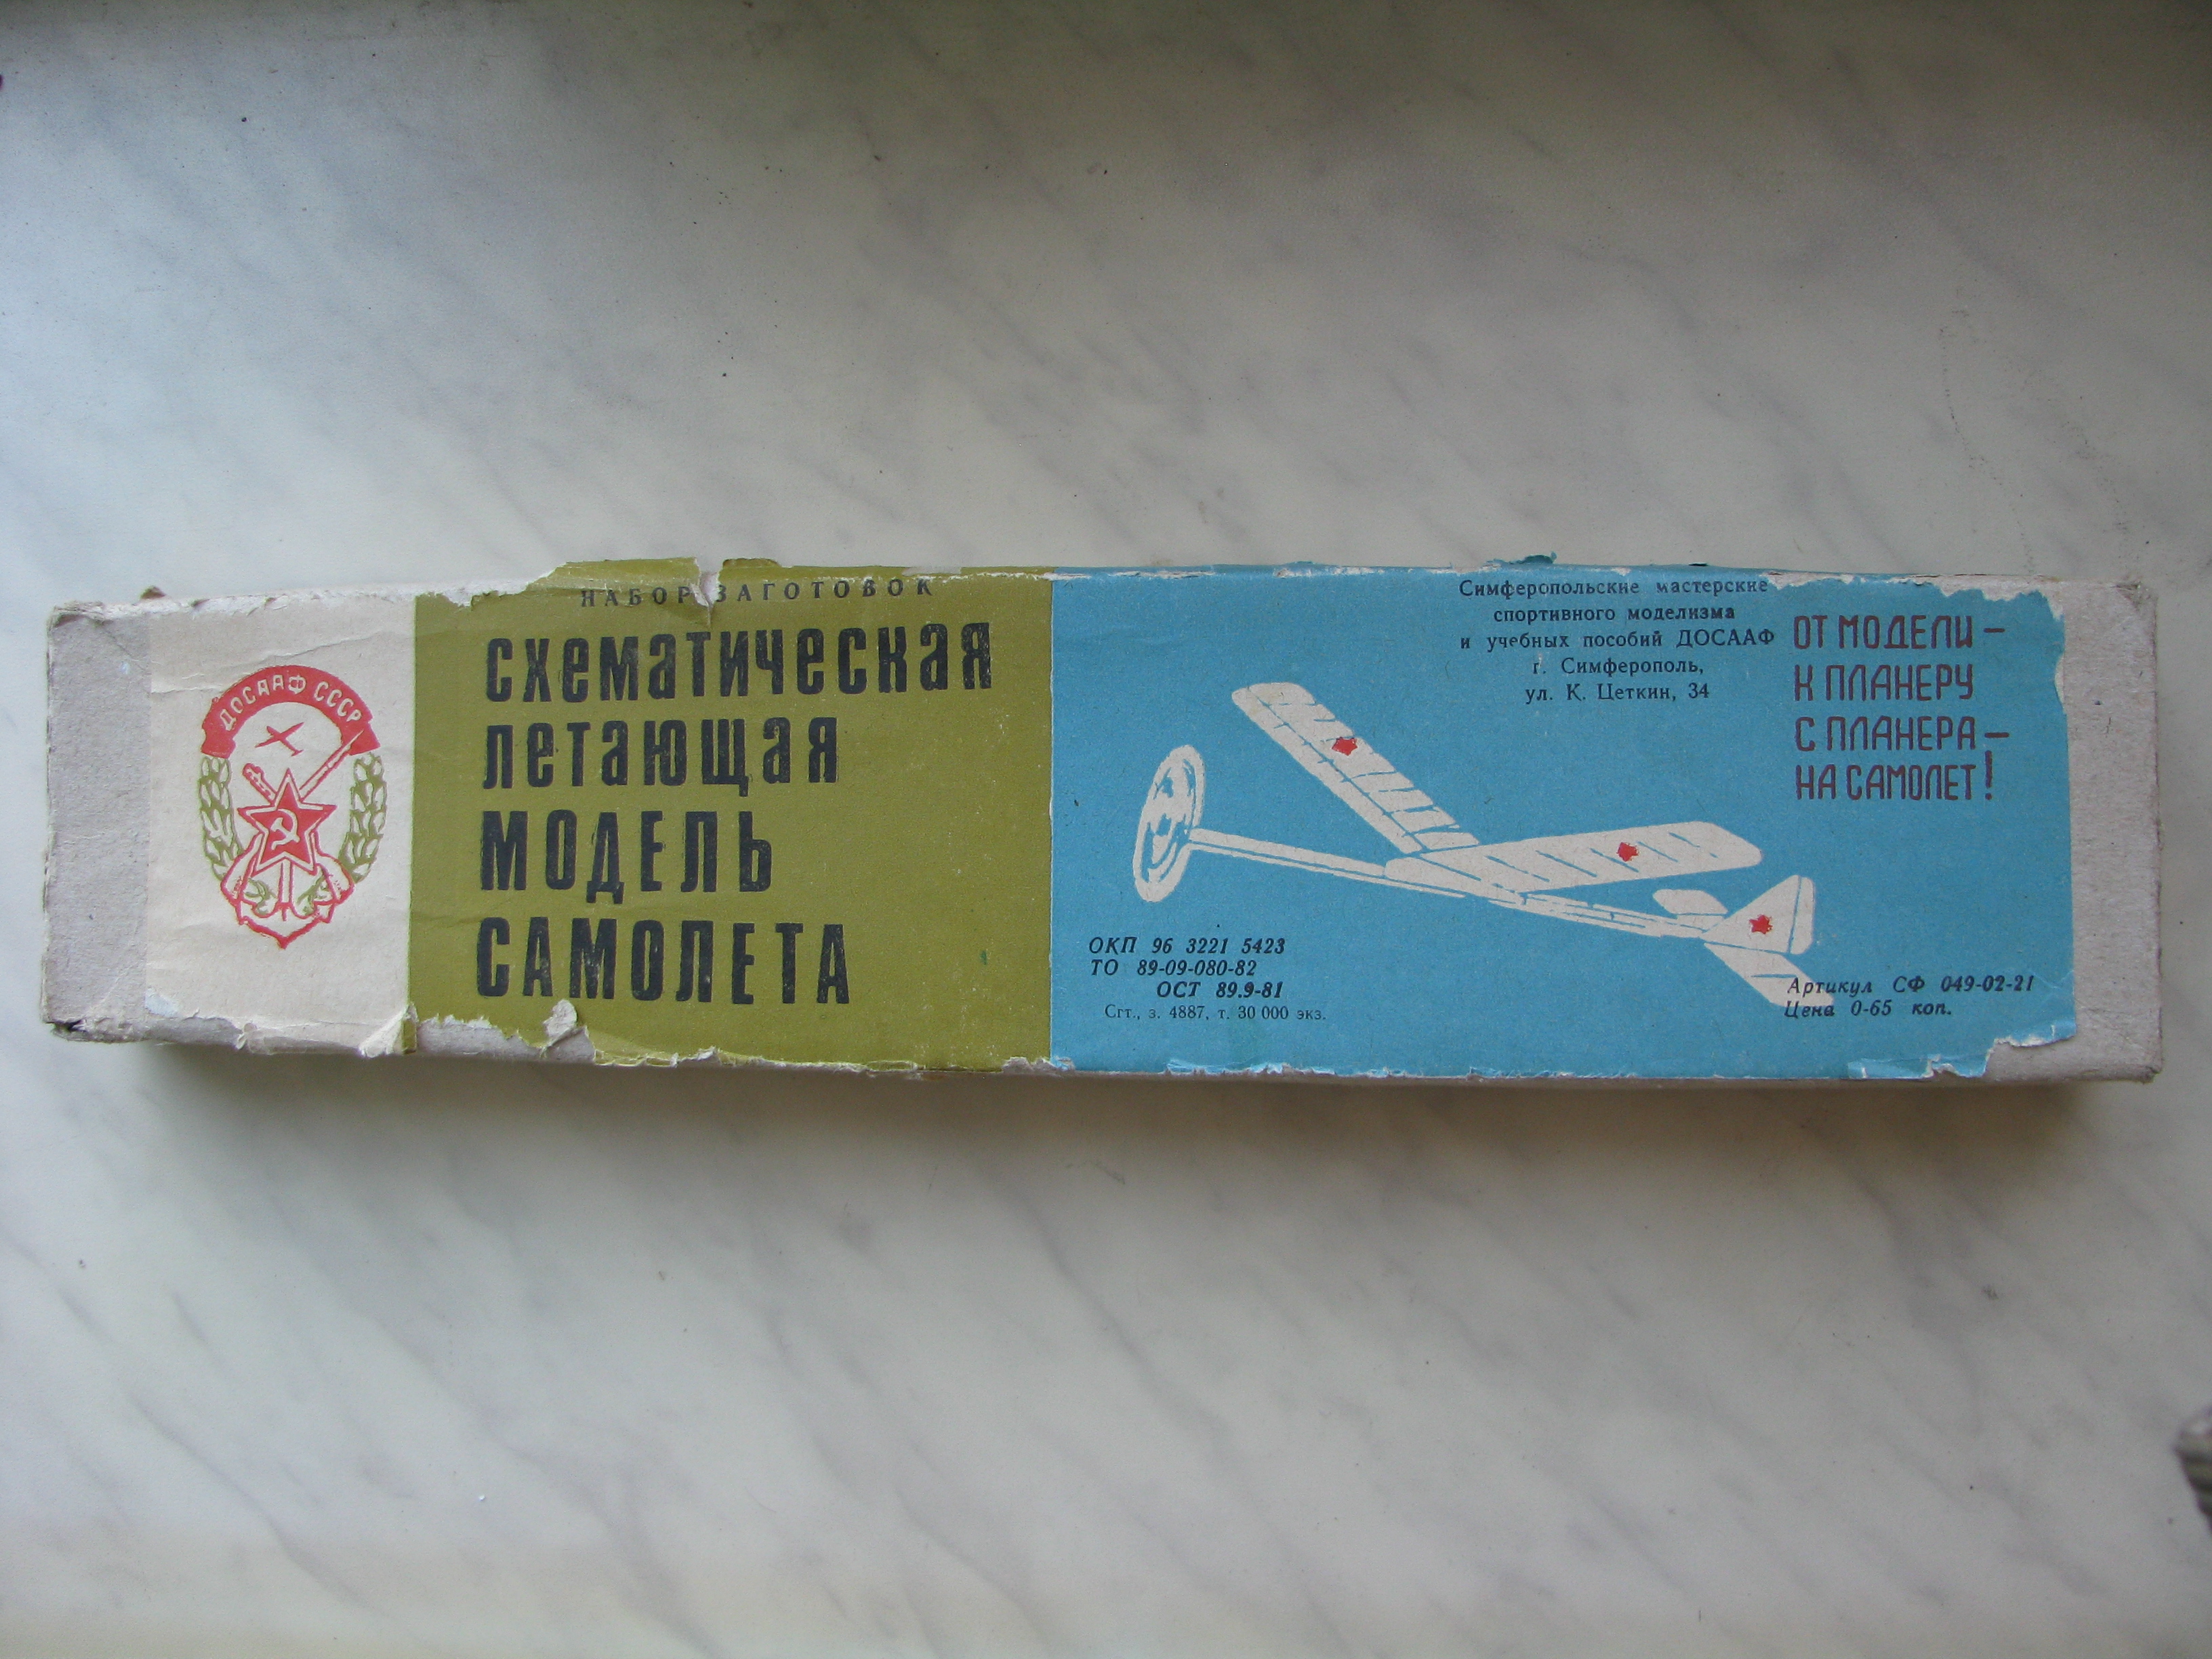 ДОСААФ СССР
НАБОР ЗАГОТОВОК
схематическая
летающая
МОДЕЛЬ
САМОЛЕТА
Симферопольские мастерские
спортивного моделизма
и учебных пособий ДОСААФ
г. Симферополь,
ул. К. Цеткин, 34
ОТ МОДЕЛИ –
К ПЛАНЕРУ
С ПЛАНЕРА –
НА САМОЛЕТ!
ОКП 96 3221 5423
ТО 89-09-080-82
ОСТ 89.9-81
Сгт., з. 4887, т. 30 000 экз.
Артикул СФ 049-02-21
Цена 0-65 коп.